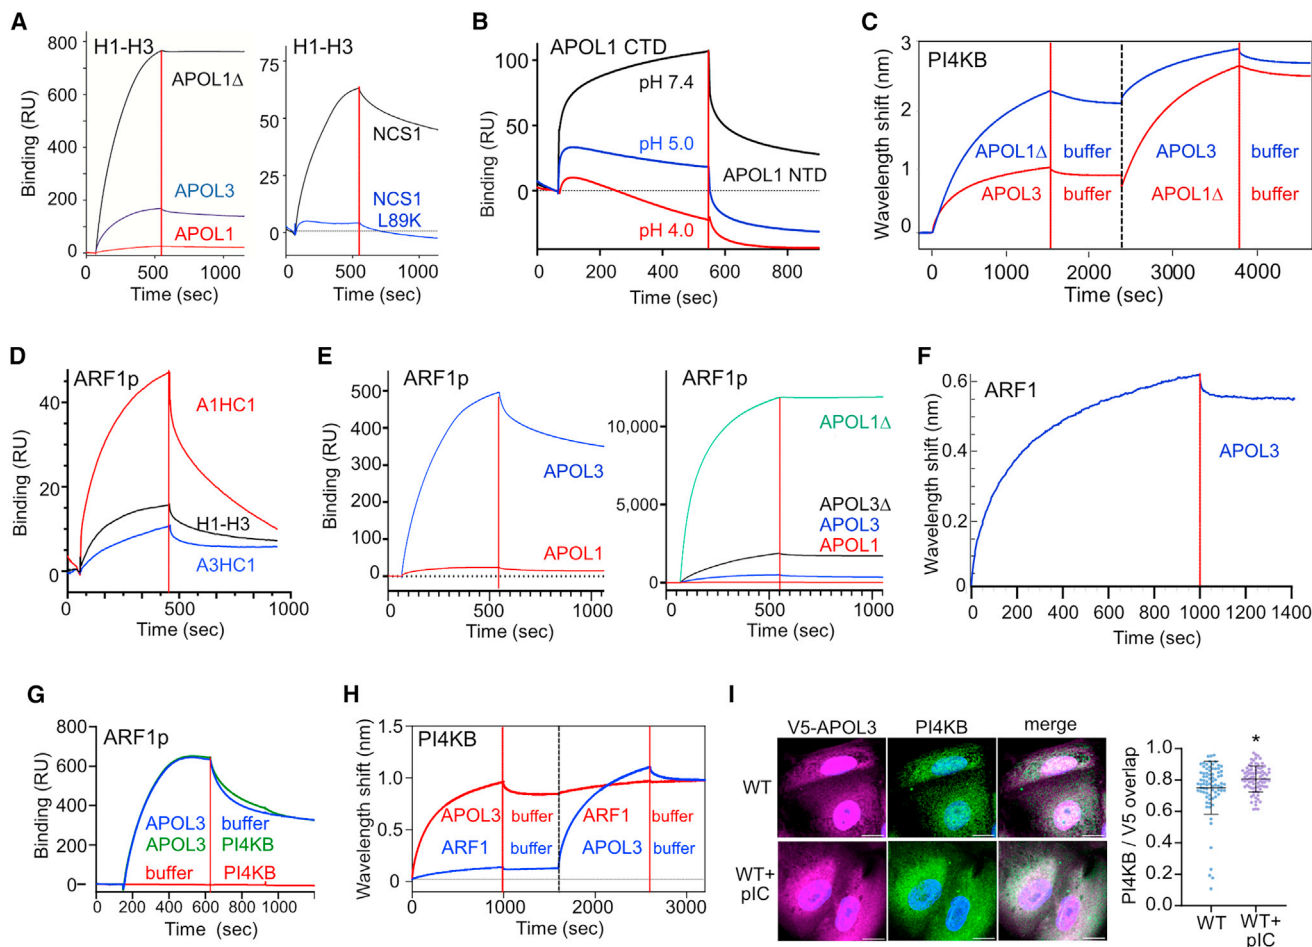 A
H1-H3
800
600
400
200
0
Binding (RU)
APOL1Δ
APOL3
APOL1
0 500 1000
Time (sec)
H1-H3
75
50
25
0
NCS1
NCS1
L89K
0 500 1000
Time (sec)
B
APOL1 CTD
100
50
0
Binding (RU)
pH 7.4
pH 5.0
APOL1 NTD
pH 4.0
0 200 400 600 800
Time (sec)
C
PI4KB
3
2
1
0
Wavelength shift (nm)
APOL1Δ buffer APOL3 buffer
APOL3 buffer APOL1Δ buffer
0 1000 2000 3000 4000
Time (sec)
D
ARF1p
40
20
0
Binding (RU)
A1HC1
H1-H3
A3HC1
0 500 1000
Time (sec)
E
ARF1p
500
400
300
200
100
0
Binding (RU)
APOL3
APOL1
0 500 1000
Time (sec)
ARF1p
10,000
5,000
0
APOL1Δ
APOL3Δ
APOL3
APOL1
0 500 1000
Time (sec)
F
ARF1
0.6
0.4
0.2
0
Wavelength shift (nm)
APOL3
0 200 400 600 800 1000 1200 1400
Time (sec)
G
ARF1p
800
600
400
200
0
Binding (RU)
APOL3 buffer
APOL3 PI4KB
buffer PI4KB
0 200 400 600 800 1000
Time (sec)
H
PI4KB
1.5
1.0
0.5
0
Wavelength shift (nm)
APOL3 buffer ARF1 buffer
ARF1 buffer APOL3 buffer
0 1000 2000 3000
Time (sec)
I
V5-APOL3 PI4KB merge
WT
WT+
pIC
PI4KB / V5 overlap
1.0
0.8
0.6
0.4
0.2
0.0
*
WT WT+
pIC